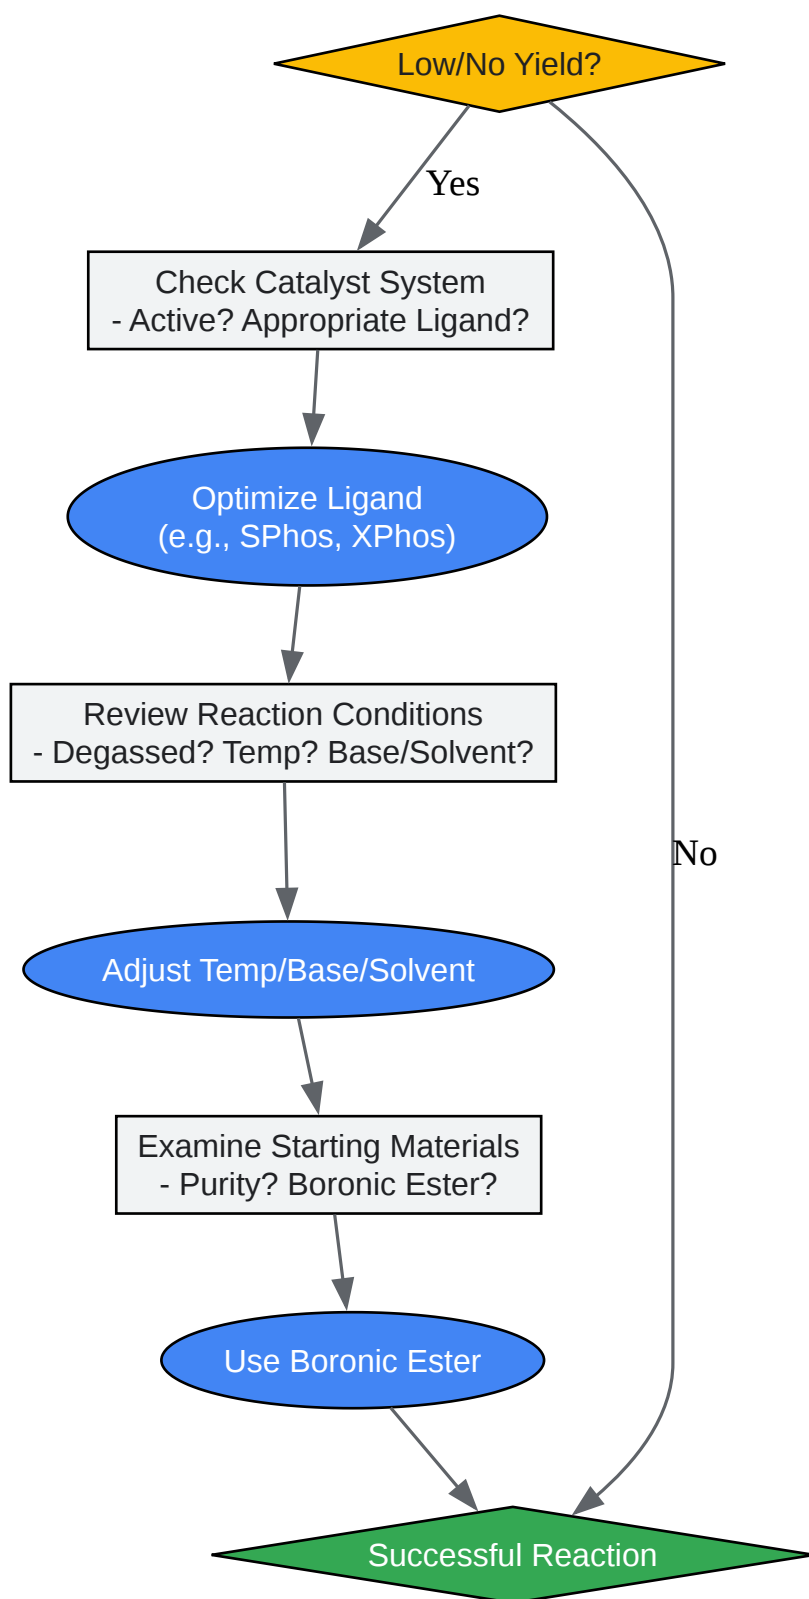 Low/No Yield?
Yes
Check Catalyst System
- Active? Appropriate Ligand?
Optimize Ligand
(e.g., SPhos, XPhos)
Review Reaction Conditions
- Degassed? Temp? Base/Solvent?
No
Adjust Temp/Base/Solvent
Examine Starting Materials
- Purity? Boronic Ester?
Use Boronic Ester
Successful Reaction